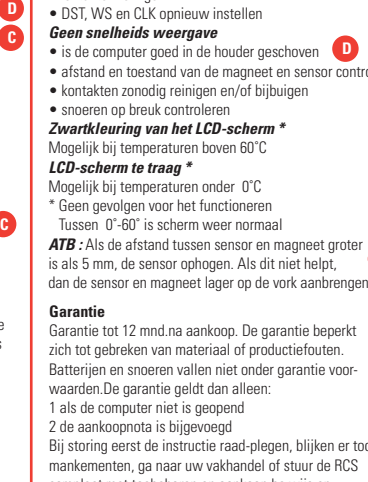 D
C
• DST, WS en CLK opnieuw instellen
Geen snelheids weergave
• is de computer goed in de houder geschoven D
• afstand en toestand van de magneet en sensor
• kontakten zonodig reinigen en/of bijbuigen
• snoeren op breuk controleren
Zwartkleuring van het LCD-scherm *
Mogelijk bij temperaturen boven 60˚C
LCD-scherm te traag *
Mogelijk bij temperaturen onder 0˚C
* Geen gevolgen voor het functioneren
C
Tussen 0˚-60˚ is scherm weer normaal
ATB : Als de afstand tussen sensor en magneet groter
is als 5 mm, de sensor ophogen. Als dit niet helpt,
dan de sensor en magneet lager op de vork aanbrengen
Garantie
Garantie tot 12 mnd.na aankoop. De garantie beperkt
zich tot gebreken van materiaal of productiefouten.
Batterijen en snoeren vallen niet onder garantie voor-
waarden.De garantie geldt dan alleen:
1 als de computer niet is geopend
2 de aankoopnota is bijgevoegd
Bij storing eerst de instructie raad-plegen, blijken er
mankementen, ga naar uw vakhandel of stuur de RCS